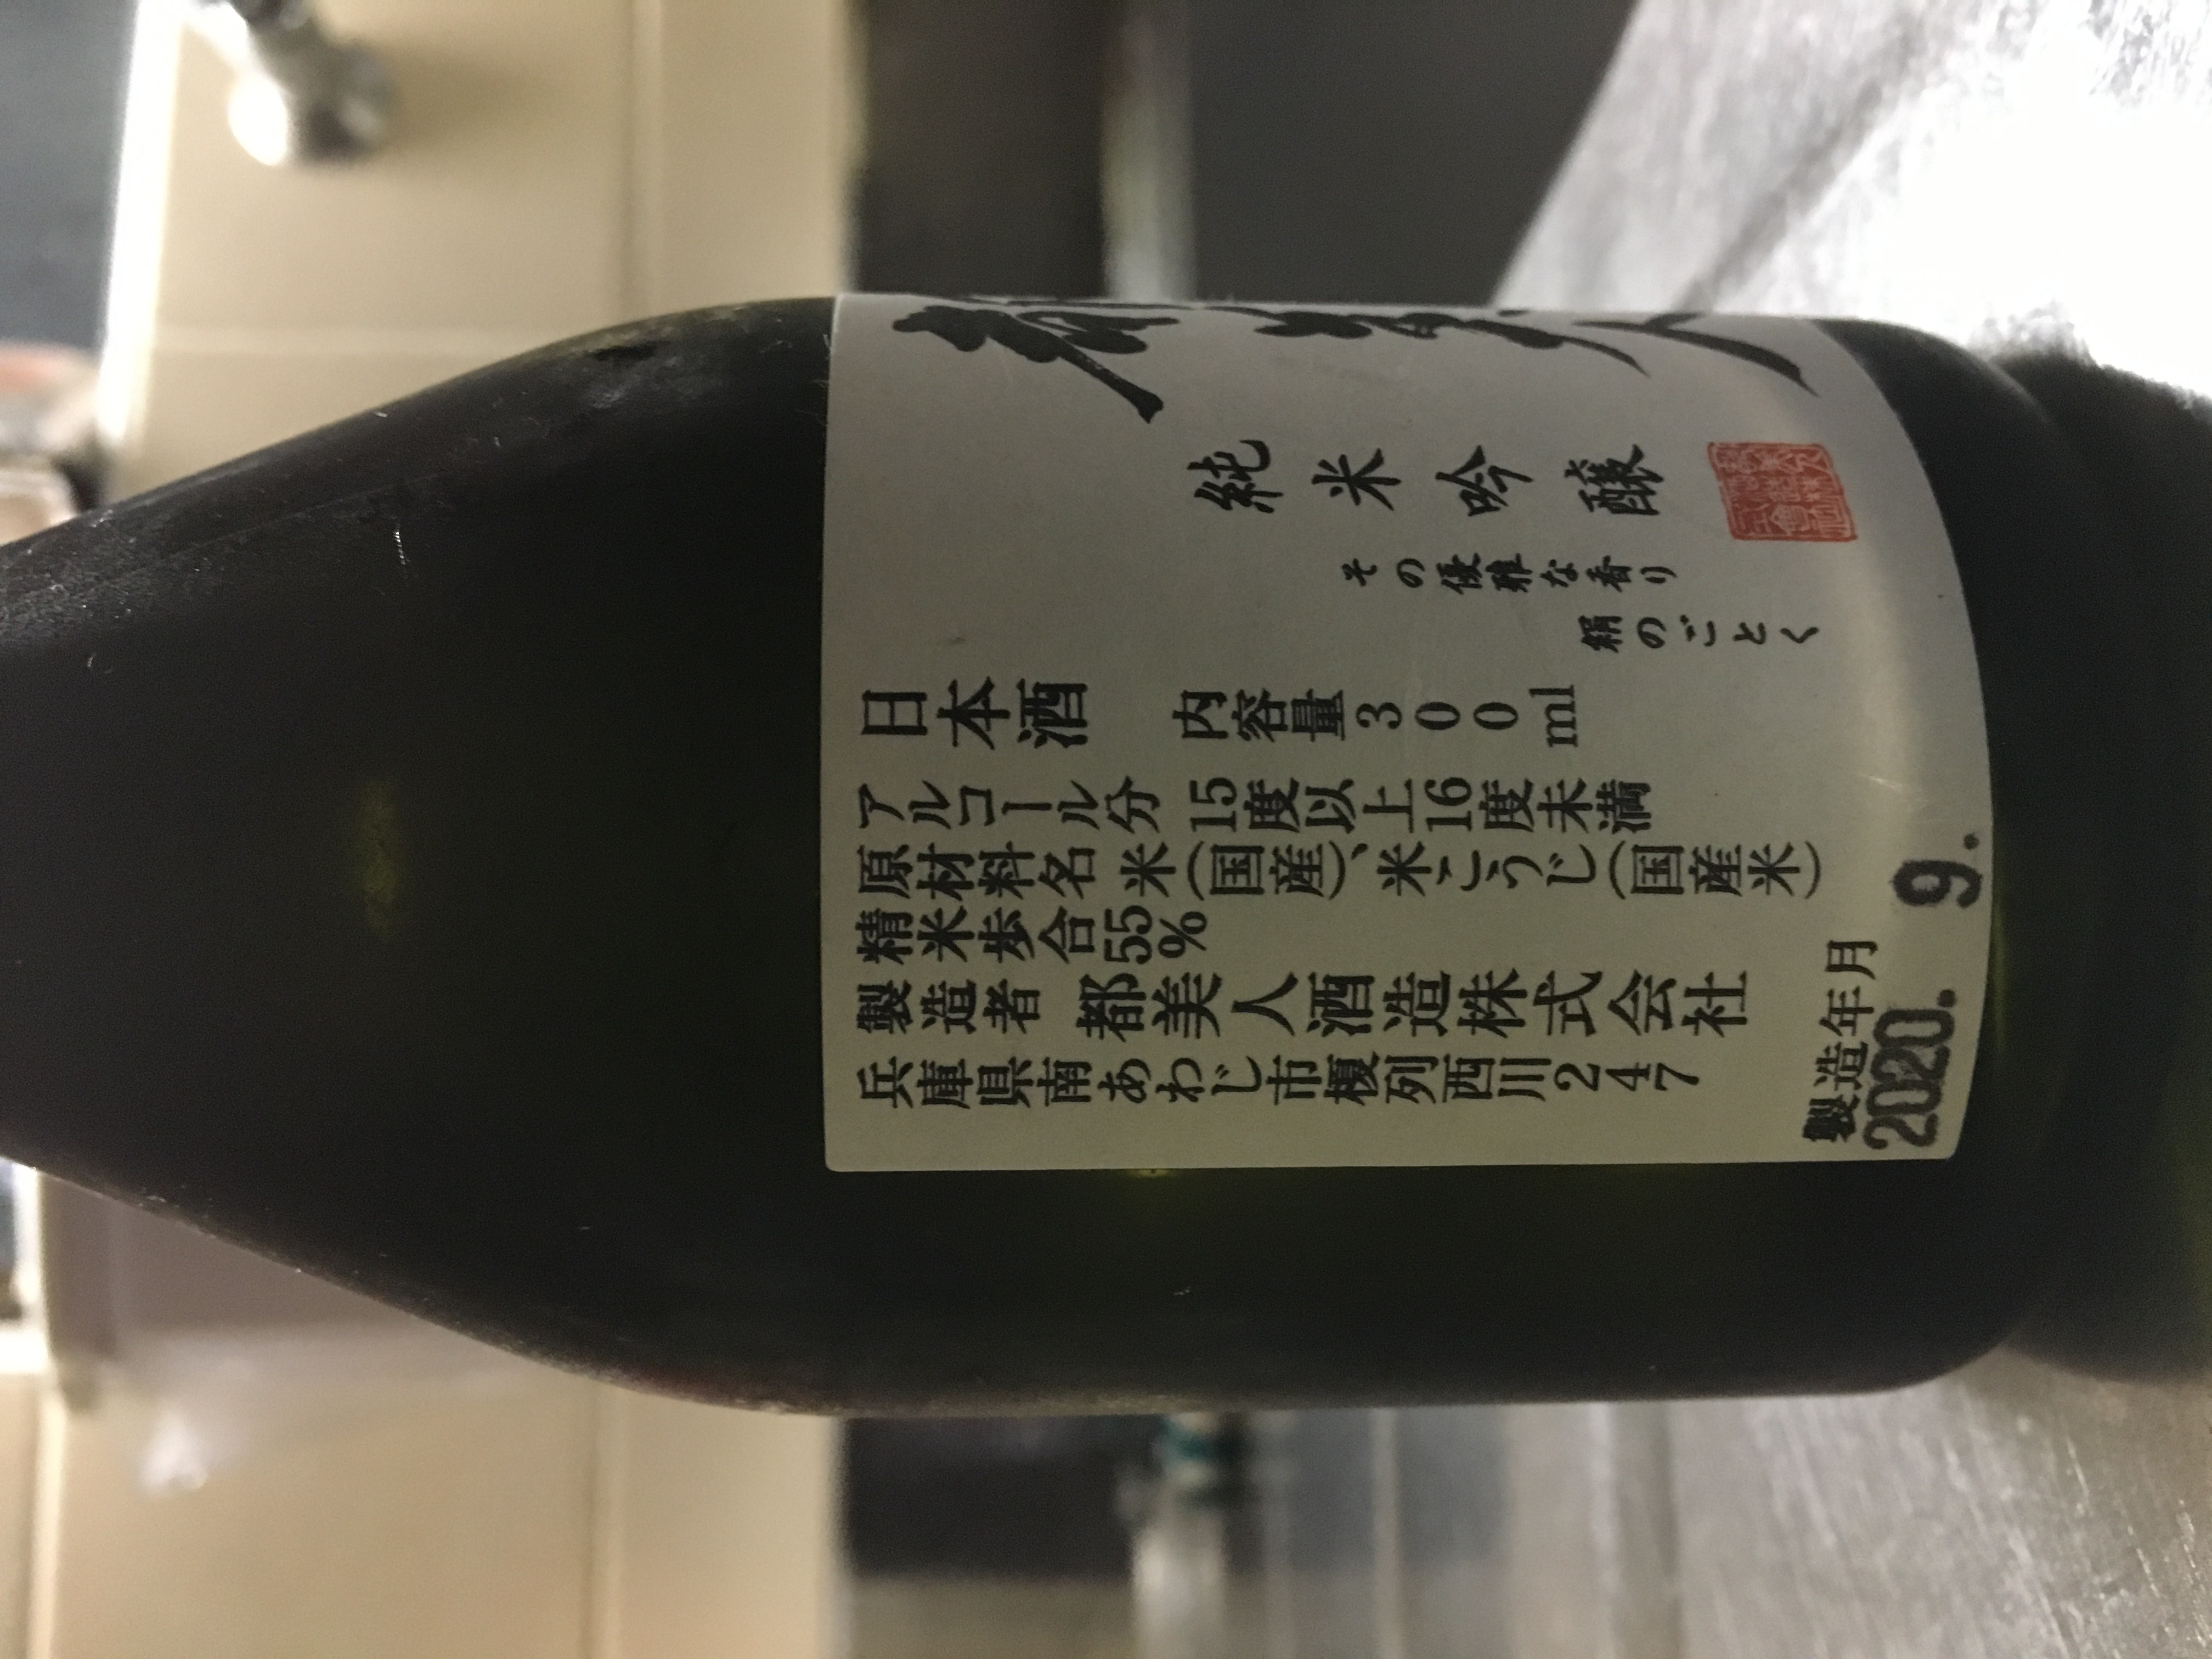 純米吟醸
その優雅な香り
絹のごとく
日本酒 内容量300ml
アルコール分 15度以上16度未満
原材料名 米(国産)、米こうじ(国産米)
精米歩合55%
製造者 都美人酒造株式会社
兵庫県南あわじ市榎列西川247
製造年月
2020. 9.